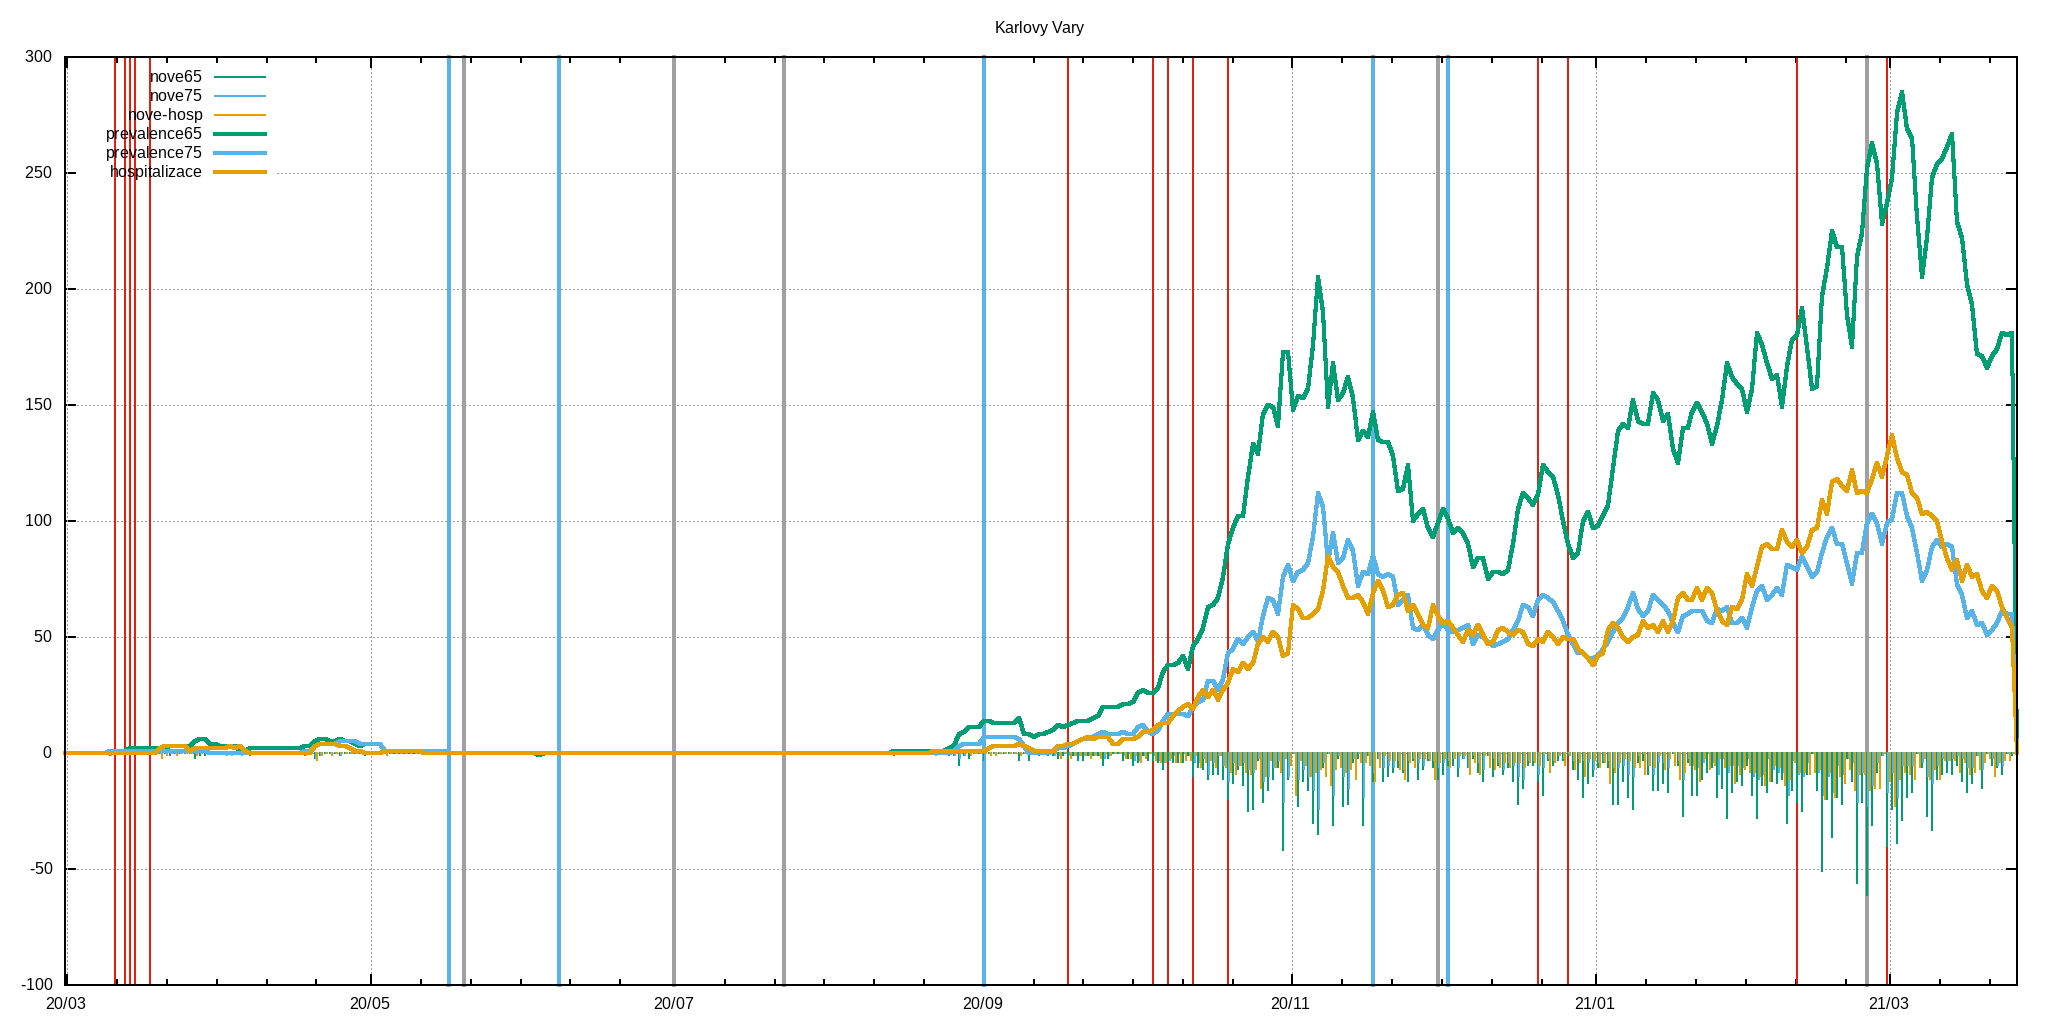 Karlovy Vary
300
nove65
nove75
nove-hosp
prevalence65
prevalence75
hospitalizace
250
200
150
100
50
0
-50
-100
20/03 20/05 20/07 20/09 20/11 21/01 21/03